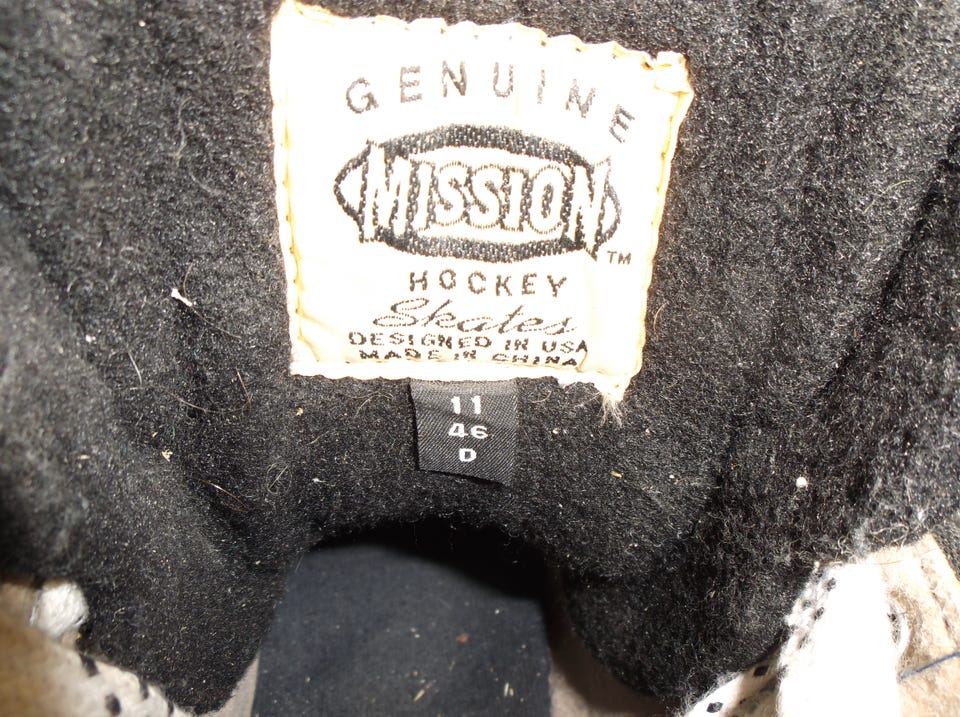 GENUINE
MISSION
TM
HOCKEY
Skates
DESIGNED IN USA
MADE IN CHINA
11
46
D